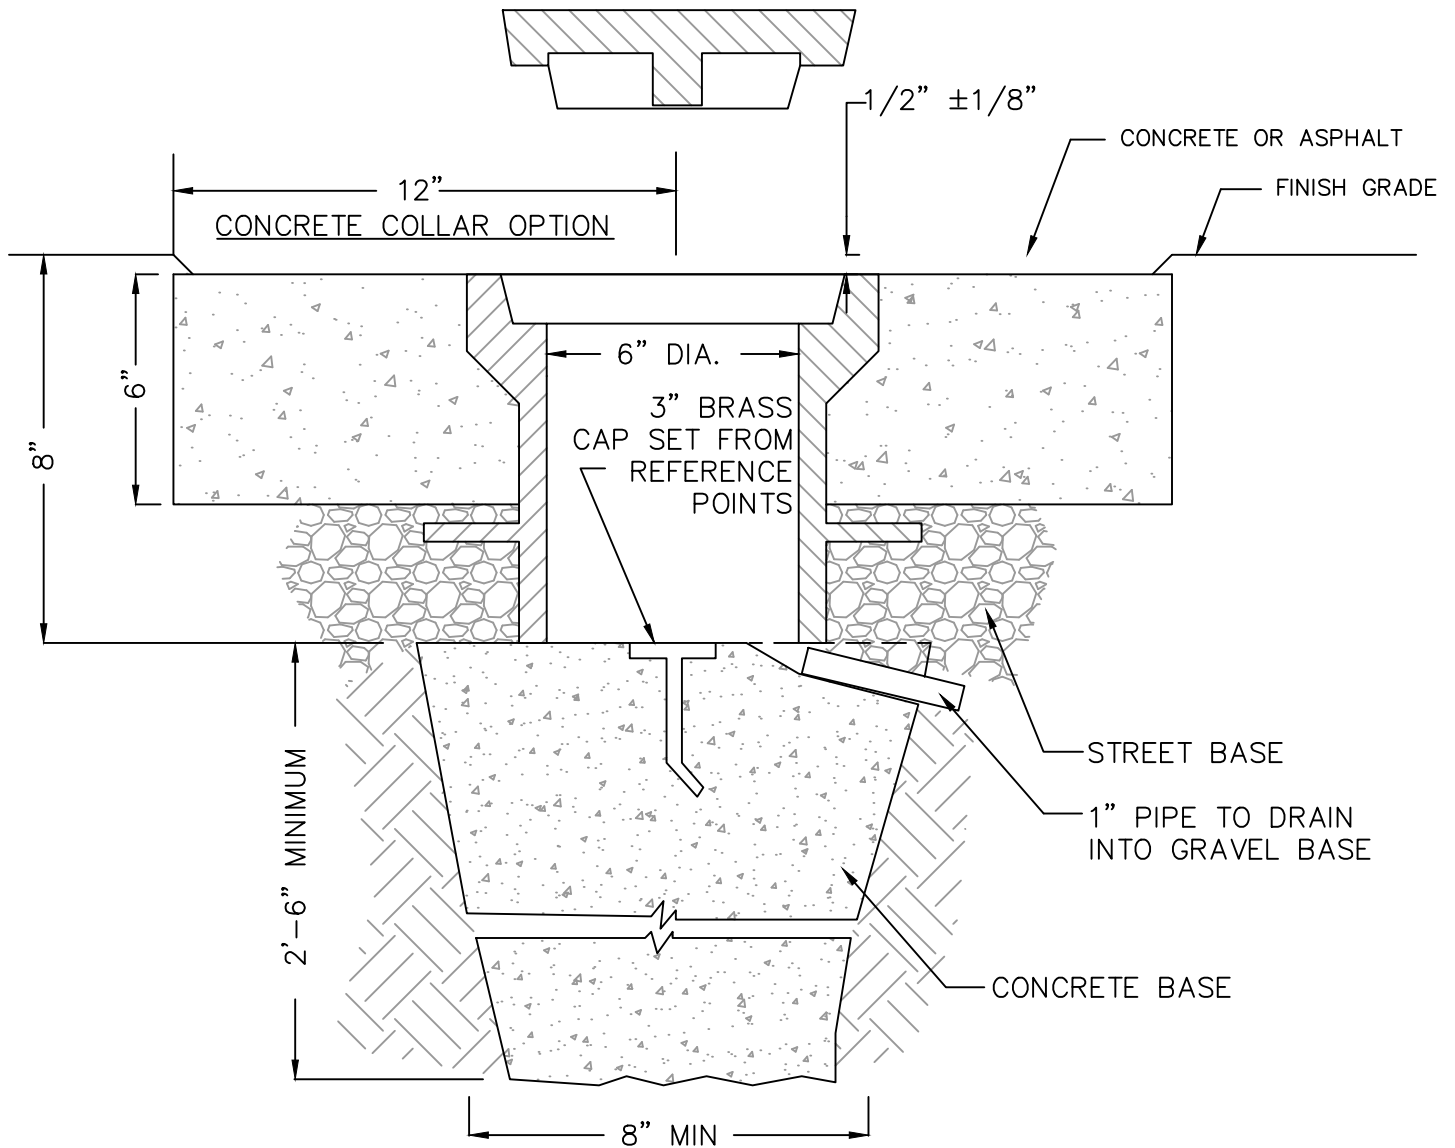 1/2” ±1/8”
CONCRETE OR ASPHALT
12”
FINISH GRADE
CONCRETE COLLAR OPTION
6” DIA.
6”
8”
3” BRASS
CAP SET FROM
REFERENCE
POINTS
STREET BASE
1” PIPE TO DRAIN
INTO GRAVEL BASE
2’-6” MINIMUM
CONCRETE BASE
8” MIN